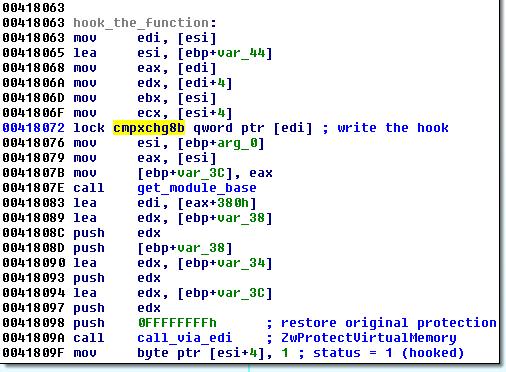 00418063
00418063 hook_the_function:
00418063 mov edi, [esi]
00418065 lea esi, [ebp+var_44]
00418068 mov eax, [edi]
0041806A mov edx, [edi+4]
0041806D mov ebx, [esi]
0041806F mov ecx, [esi+4]
00418072 lock cmpxchg8b qword ptr [edi] ; write the hook
00418076 mov esi, [ebp+arg_0]
00418079 mov eax, [esi]
0041807B mov [ebp+var_3C], eax
0041807E call get_module_base
00418083 lea edi, [eax+380h]
00418089 lea edx, [ebp+var_38]
0041808C push edx
0041808D push [ebp+var_38]
00418090 lea edx, [ebp+var_34]
00418093 push edx
00418094 lea edx, [ebp+var_3C]
00418097 push edx
00418098 push 0FFFFFFFFh ; restore original protection
0041809A call call_via_edi ; ZwProtectVirtualMemory
0041809F mov byte ptr [esi+4], 1 ; status = 1 (hooked)